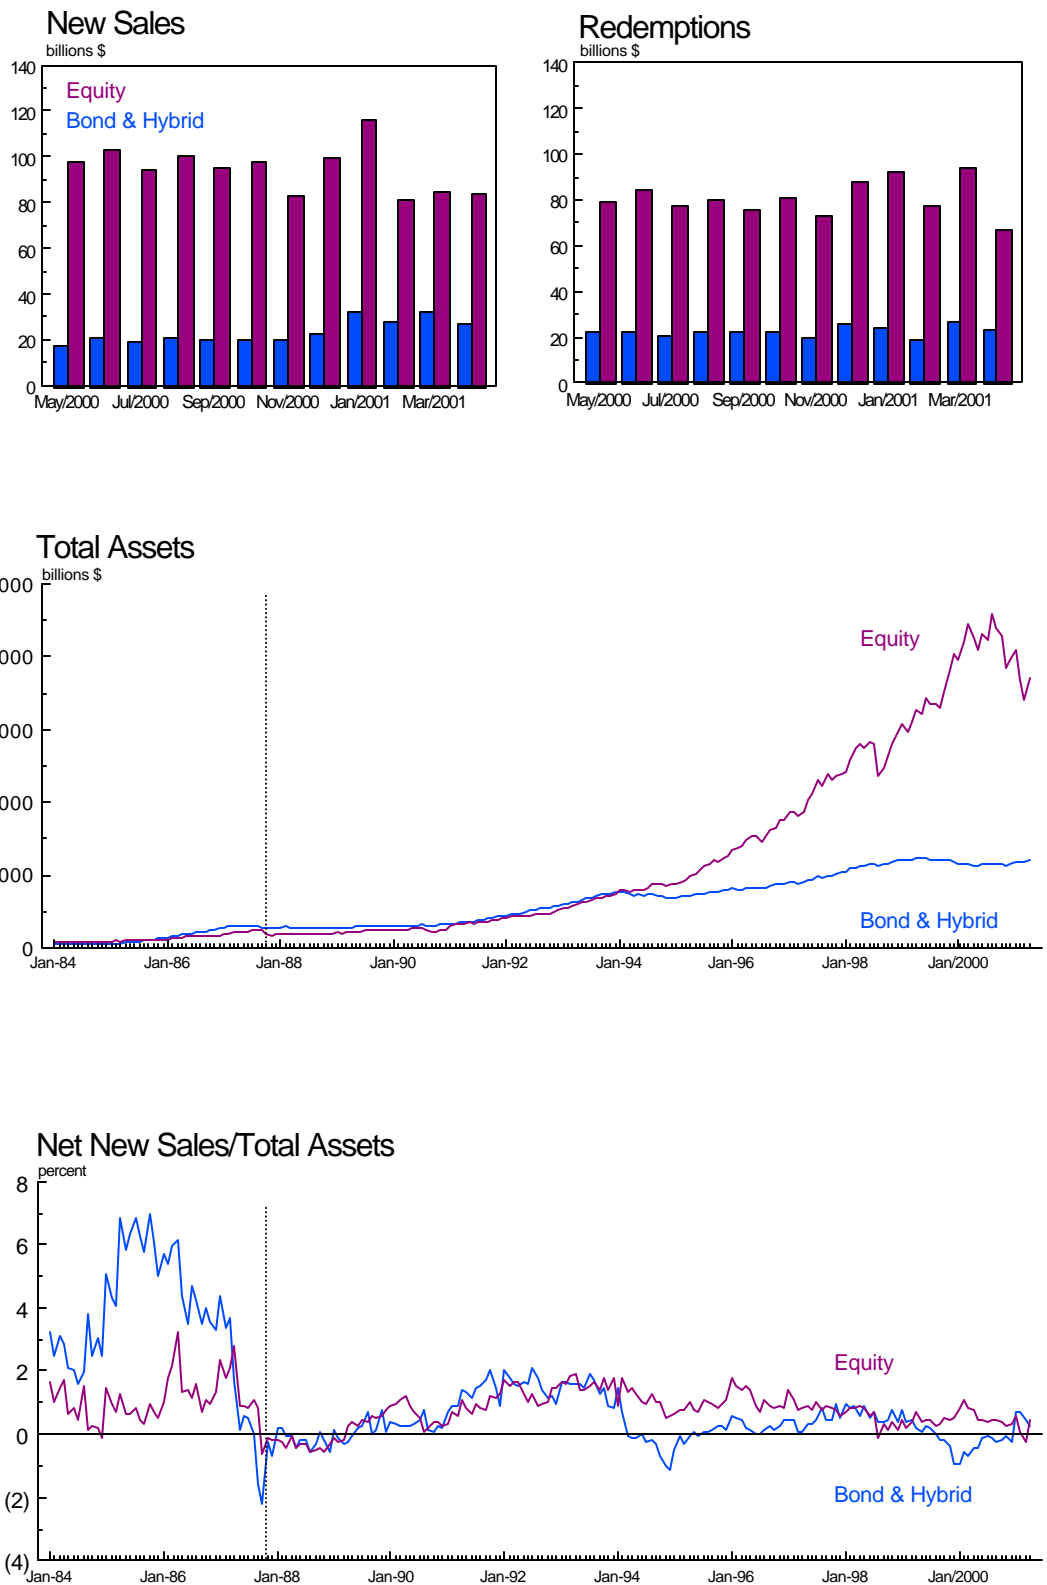 New Sales
billions $
140
120
100
80
60
40
20
0
Equity
Bond & Hybrid
May/2000 Jul/2000 Sep/2000 Nov/2000 Jan/2001 Mar/2001
Redemptions
billions $
140
120
100
80
60
40
20
0
May/2000 Jul/2000 Sep/2000 Nov/2000 Jan/2001 Mar/2001
Total Assets
billions $
000
000
000
000
000
0
Equity
Bond & Hybrid
Jan-84 Jan-86 Jan-88 Jan-90 Jan-92 Jan-94 Jan-96 Jan-98 Jan/2000
Net New Sales/Total Assets
percent
8
6
4
2
0
(2)
(4)
Equity
Bond & Hybrid
Jan-84 Jan-86 Jan-88 Jan-90 Jan-92 Jan-94 Jan-96 Jan-98 Jan/2000